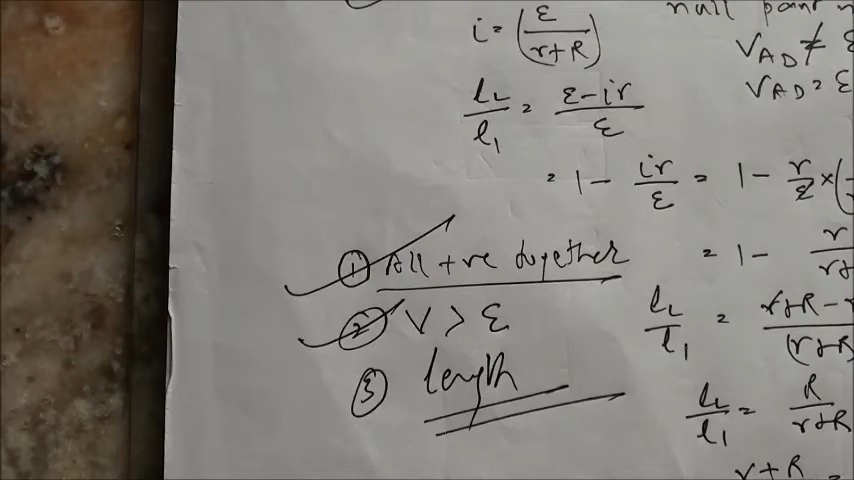 i = (ε / r+R)
null point
V_AD ≠ ε
V_AD = ε
l₂/l₁ = ε-ir / ε
= 1 - ir/ε = 1 - r/ε × (
① All +ve together
= 1 - r / r+
② V > ε
l₂/l₁ = r+R- / (r+R)
③ length
l₂/l₁ = R / r+R
r+R =